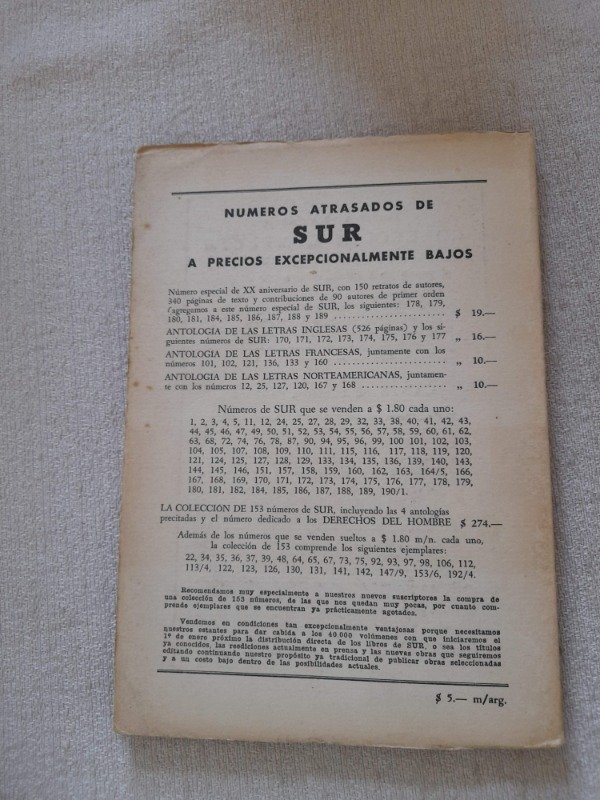 NUMEROS ATRASADOS DE
SUR
A PRECIOS EXCEPCIONALMENTE BAJOS
Número especial de XX aniversario de SUR, con 150 retratos de autores,
340 páginas de texto y contribuciones de 90 autores de primer orden
(agregamos a este número especial de SUR, los siguientes: 178, 179,
180, 181, 184, 185, 186, 187, 188 y 189 ........................ $ 19.—
ANTOLOGIA DE LAS LETRAS INGLESAS (526 páginas) y los si-
guientes números de SUR: 170, 171, 172, 173, 174, 175, 176 y 177 „ 16.—
ANTOLOGIA DE LAS LETRAS FRANCESAS, juntamente con los
números 101, 102, 121, 136, 133 y 160 ........................ „ 10.—
ANTOLOGIA DE LAS LETRAS NORTEAMERICANAS, juntamen-
te con los números 12, 25, 127, 120, 167 y 168 .................. „ 10.—
Números de SUR que se venden a $ 1.80 cada uno:
1, 2, 3, 4, 5, 11, 12, 24, 25, 27, 28, 29, 32, 33, 38, 40, 41, 42, 43,
44, 45, 46, 47, 49, 50, 51, 52, 53, 54, 55, 56, 57, 58, 59, 60, 61, 62,
63, 68, 72, 74, 76, 78, 87, 90, 94, 95, 96, 99, 100, 101, 102, 103,
104, 105, 107, 108, 109, 110, 111, 115, 116, 117, 118, 119, 120,
121, 124, 125, 127, 128, 129, 133, 134, 135, 136, 139, 140, 143,
144, 145, 146, 151, 157, 158, 159, 160, 162, 163, 164/5, 166,
167, 168, 169, 170, 171, 172, 173, 174, 175, 176, 177, 178, 179,
180, 181, 182, 184, 185, 186, 187, 188, 189, 190/1.
LA COLECCIÓN DE 153 números de SUR, incluyendo las 4 antologías
precitadas y el número dedicado a los DERECHOS DEL HOMBRE $ 274.—
Además de los números que se venden sueltos a $ 1.80 m/n. cada uno,
la colección de 153 comprende los siguientes ejemplares:
22, 34, 35, 36, 37, 39, 48, 64, 65, 67, 73, 75, 92, 93, 97, 98, 106, 112,
113/4, 122, 123, 126, 130, 131, 141, 142, 147/9, 153/6, 192/4.
Recomendamos muy especialmente a nuestros nuevos suscriptores la compra de
una colección de 153 números, de las que nos quedan muy pocas, por cuanto com-
prende ejemplares que se encuentran ya prácticamente agotados.
Vendemos en condiciones tan excepcionalmente ventajosas porque necesitamos
nuestros estantes para dar cabida a los 40 000 volúmenes con que iniciaremos el
1º de enero próximo la distribución directa de los libros de SUR, o sea los títulos
ya conocidos, las reediciones actualmente en prensa y las nuevas obras que seguiremos
editando continuando nuestro propósito ya tradicional de publicar obras seleccionadas
y a un costo bajo dentro de las posibilidades actuales.
$ 5.— m/arg.